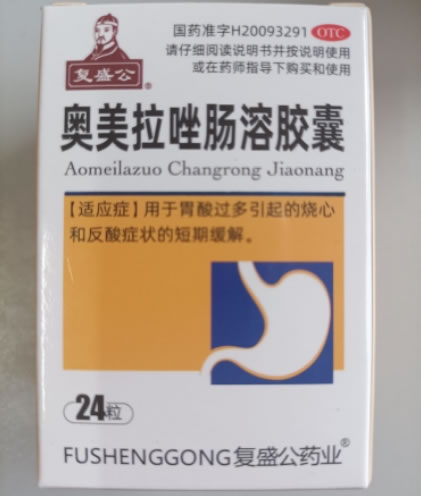 国药准字H20093291 OTC
请仔细阅读说明书并按说明使用
或在药师指导下购买和使用
复盛公®
奥美拉唑肠溶胶囊
Aomeilazuo Changrong Jiaonang
【适应症】用于胃酸过多引起的烧心
和反酸症状的短期缓解。
24粒
FUSHENGGONG复盛公药业®